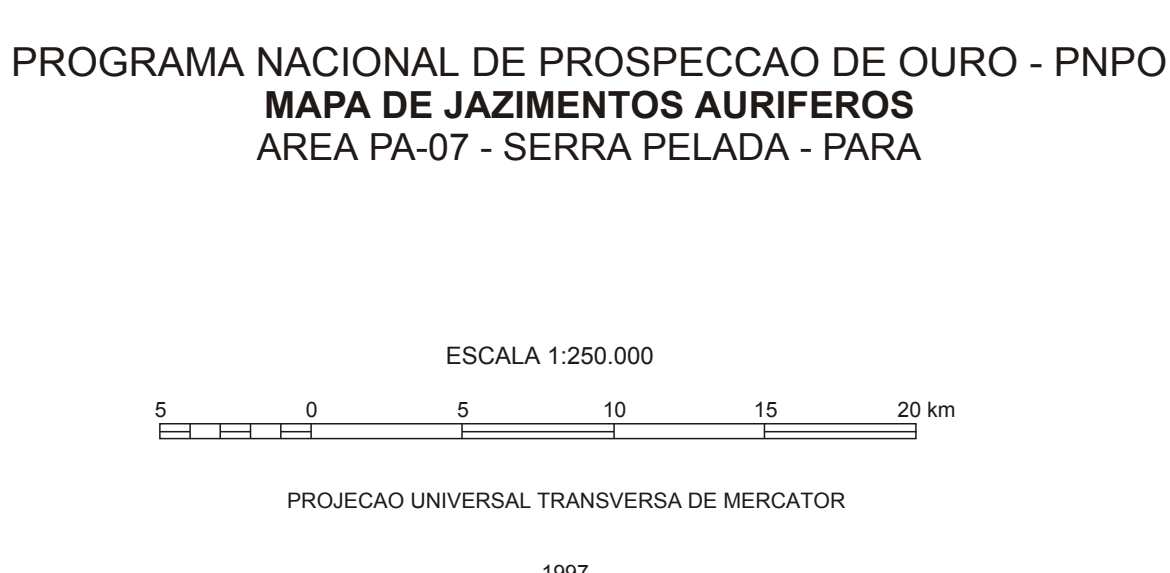 PROGRAMA NACIONAL DE PROSPECCAO DE OURO - PNPO
MAPA DE JAZIMENTOS AURIFEROS
AREA PA-07 - SERRA PELADA - PARA
ESCALA 1:250.000
5 0 5 10 15 20 km
PROJECAO UNIVERSAL TRANSVERSA DE MERCATOR
1997